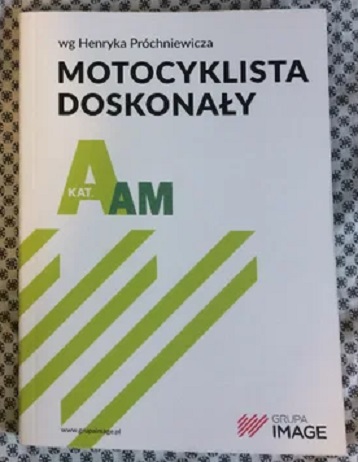 wg Henryka Próchniewicza
MOTOCYKLISTA
DOSKONAŁY
A
KAT.
AM
www.grupaimage.pl
GRUPA
IMAGE